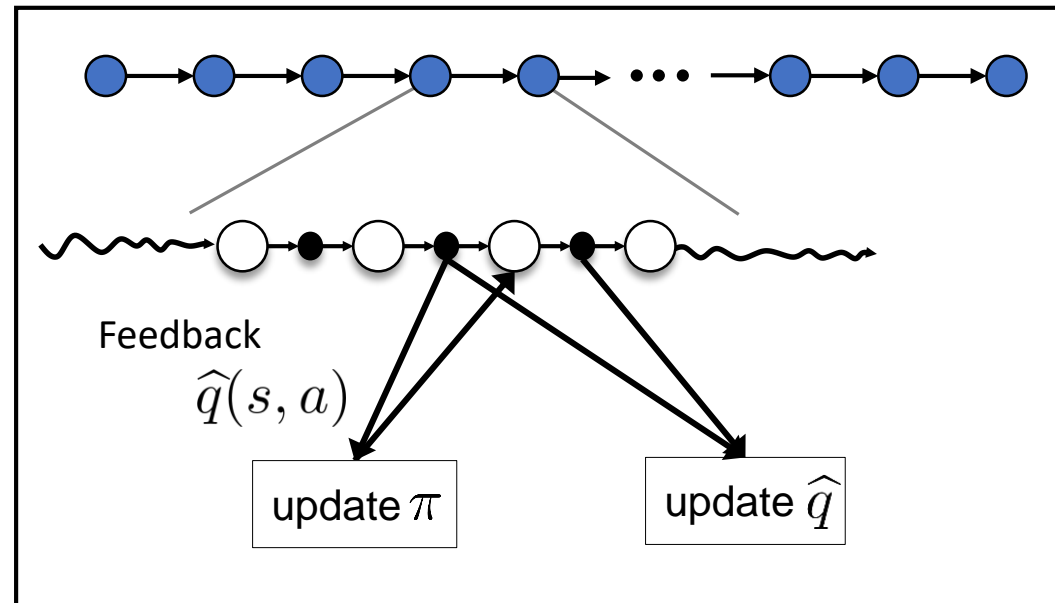 Feedback
q̂(s, a)
update π
update q̂